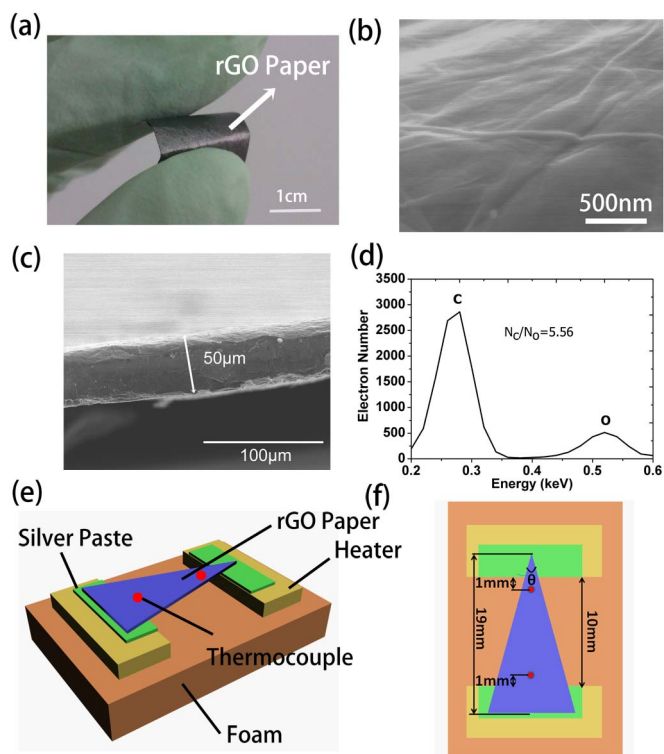 (a)
rGO Paper
1cm
(b)
500nm
(c)
50μm
100μm
(d)
3500
3000
2500
2000
1500
1000
500
0
Electron Number
C
N_C/N_O=5.56
O
0.2
0.3
0.4
0.5
0.6
Energy (keV)
(e)
rGO Paper
Silver Paste
Heater
Thermocouple
Foam
(f)
θ
1mm
19mm
10mm
1mm